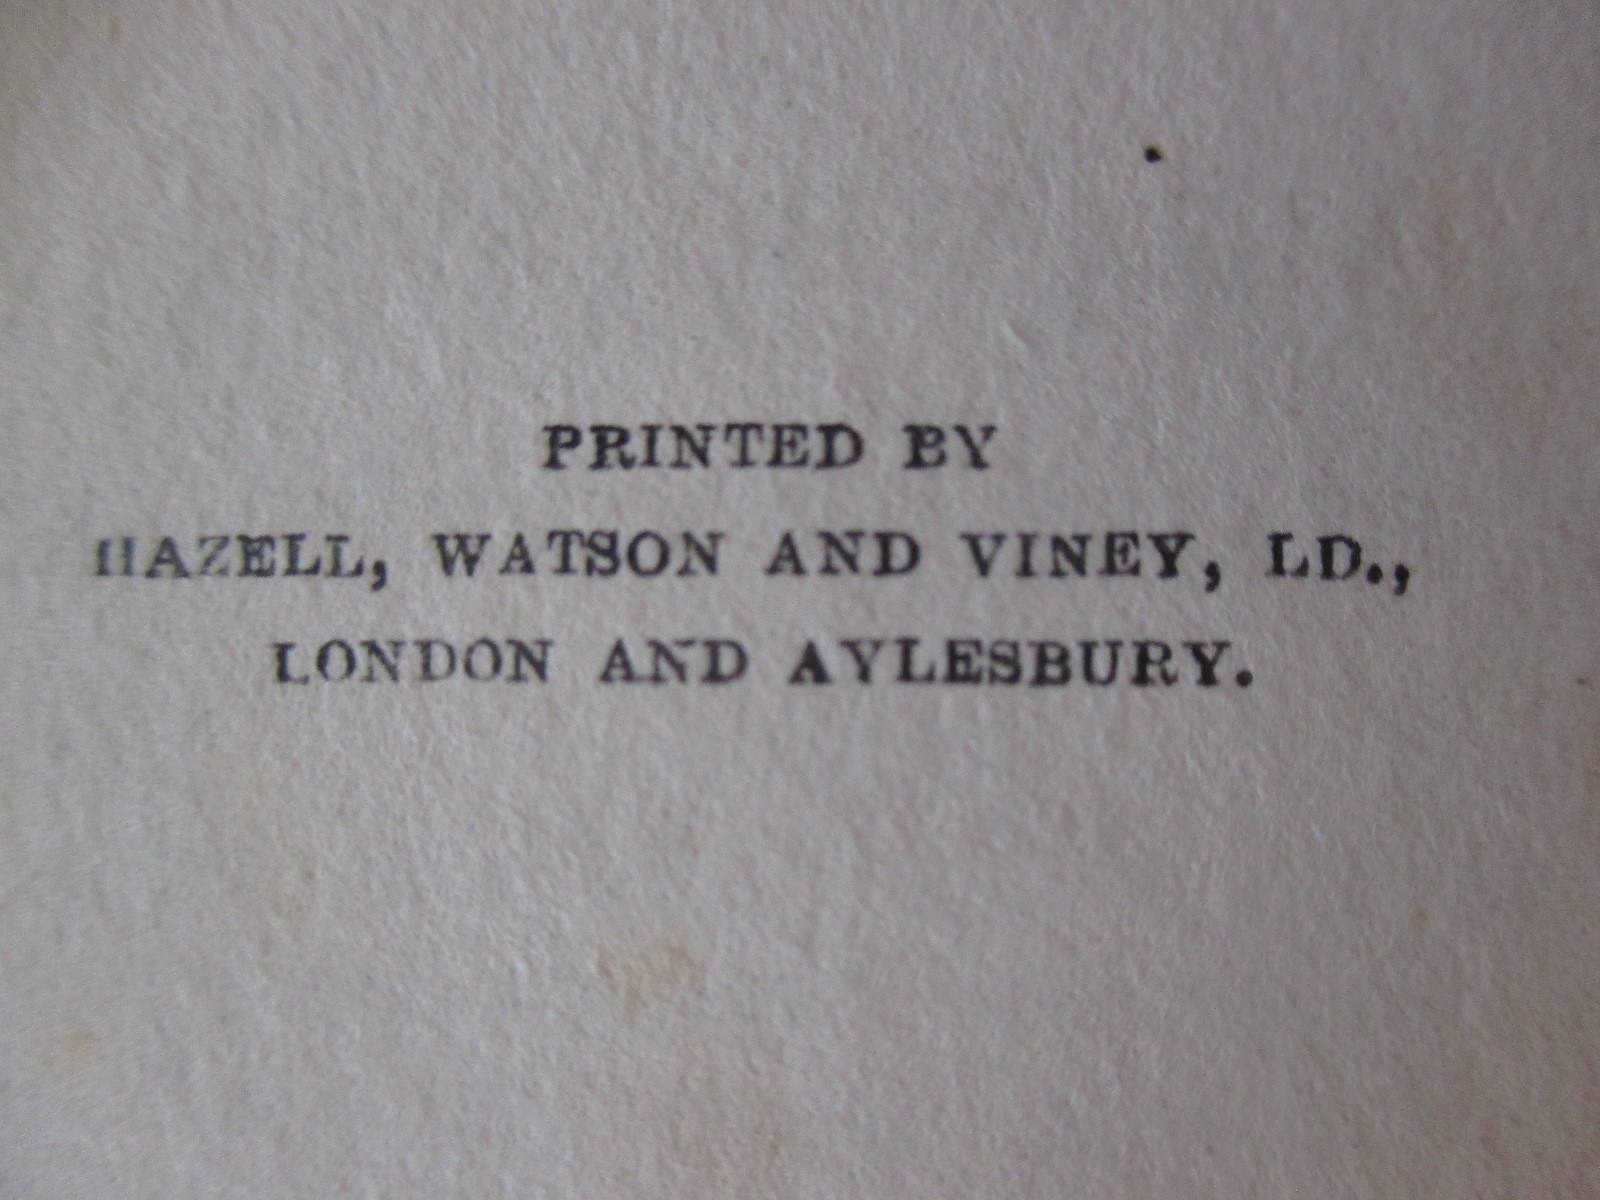 PRINTED BY
HAZELL, WATSON AND VINEY, LD.,
LONDON AND AYLESBURY.